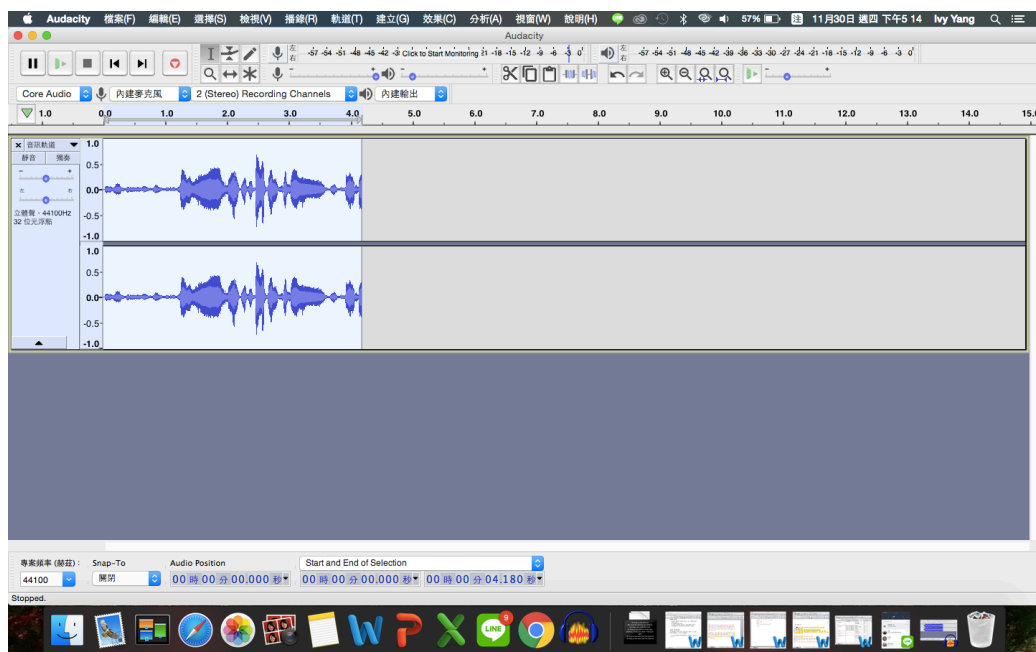 Audacity 檔案(F) 編輯(E) 選擇(S) 檢視(V) 播錄(R) 軌道(T) 建立(G) 效果(C) 分析(A) 視窗(W) 說明(H) 57% 注 11月30日 週四 下午5 14 Ivy Yang
Audacity
左 -57 -54 -51 -48 -45 -42 -3 Click to Start Monitoring 21 -18 -15 -12 -9 -6 -3 0 左 -57 -54 -51 -48 -45 -42 -39 -36 -33 -30 -27 -24 -21 -18 -15 -12 -9 -6 -3 0
右 右
Core Audio 內建麥克風 2 (Stereo) Recording Channels 內建輸出
1.0 0.0 1.0 2.0 3.0 4.0 5.0 6.0 7.0 8.0 9.0 10.0 11.0 12.0 13.0 14.0 15.0
音訊軌道 1.0
靜音 獨奏
0.5
- +
左 右 0.0
立體聲, 44100Hz
32 位元浮點 -0.5
-1.0
1.0
0.5
0.0
-0.5
-1.0
專案頻率 (赫茲): Snap-To Audio Position Start and End of Selection
44100 關閉 00 時 00 分 00.000 秒 00 時 00 分 00.000 秒 00 時 00 分 04.180 秒
Stopped.
LINE 9